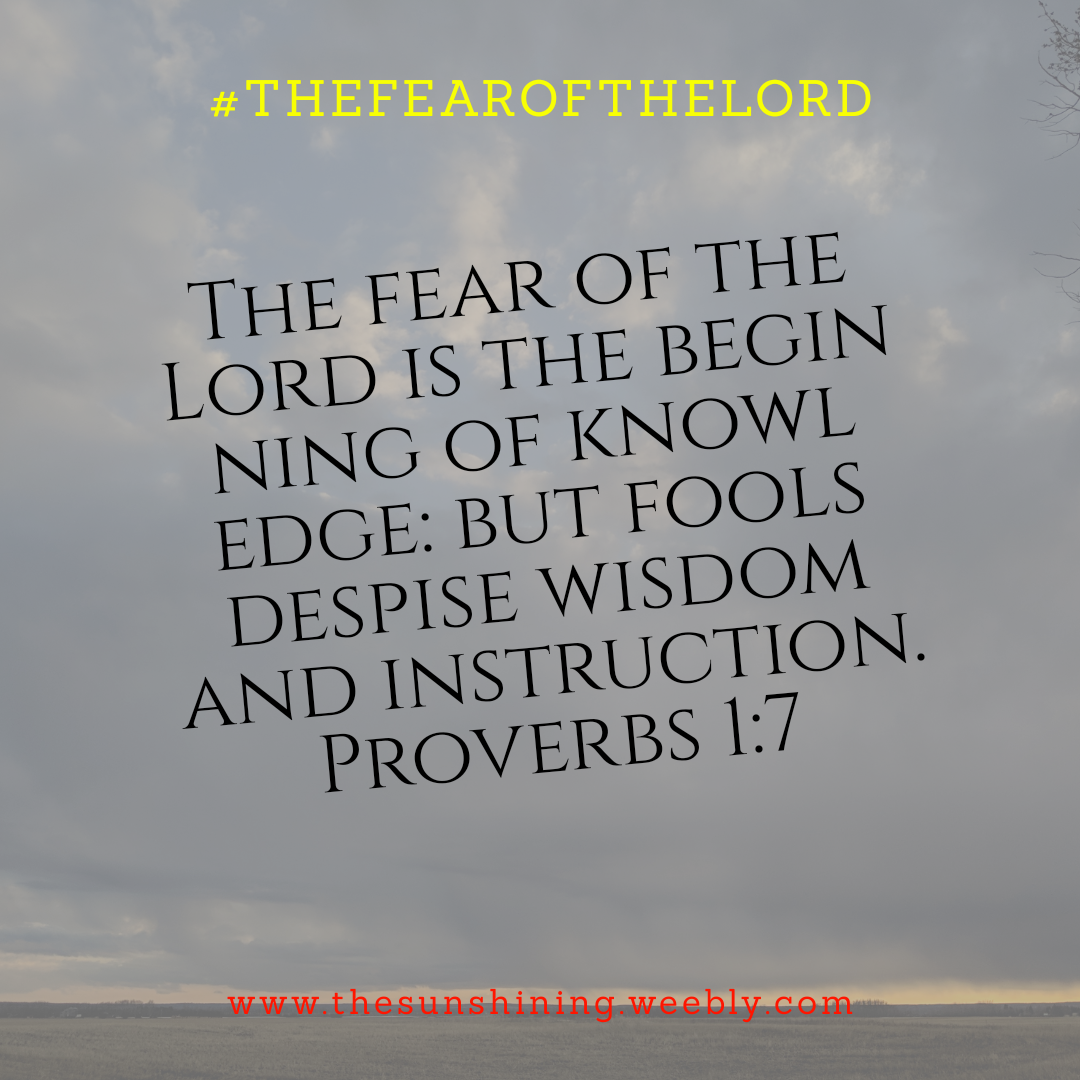 #THEFEAROFTHELORD
The fear of the
Lord is the begin
ning of knowl
edge: but fools
despise wisdom
and instruction.
Proverbs 1:7
www.thesunshining.weebly.com